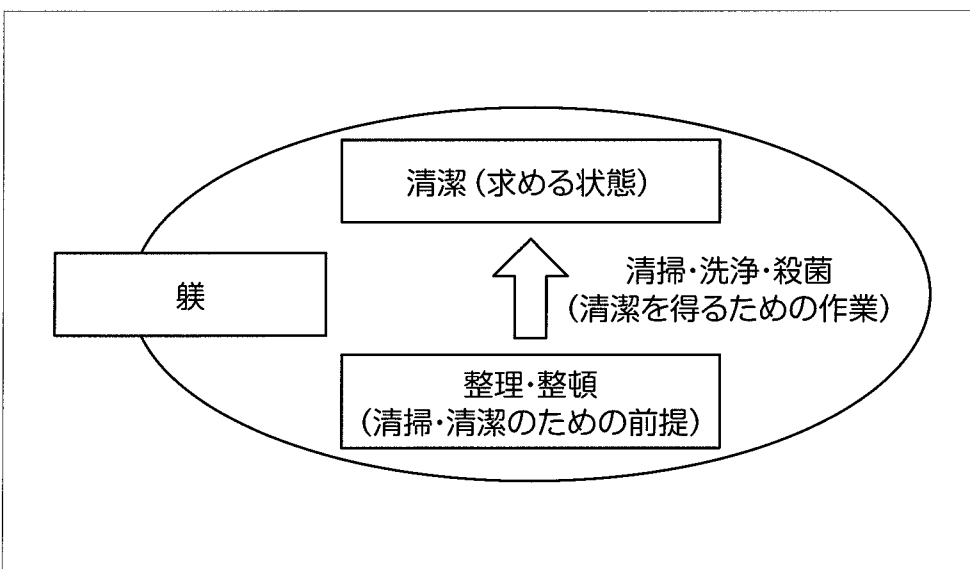 清潔(求める状態)
清掃・洗浄・殺菌
(清潔を得るための作業)
躾
整理・整頓
(清掃・清潔のための前提)